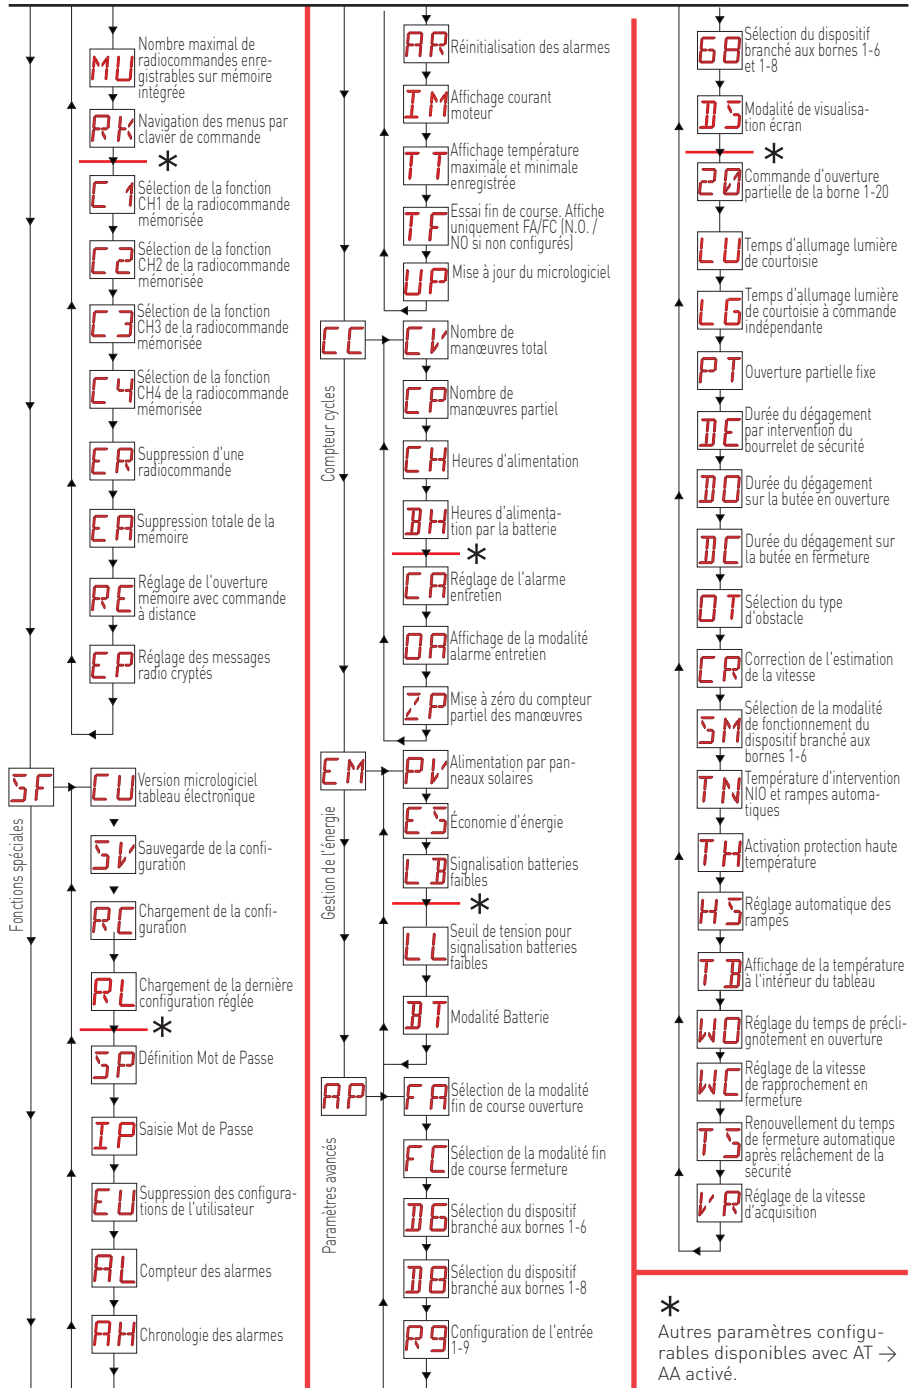 MU
Nombre maximal de
radiocommandes enre-
gistrables sur mémoire
intégrée
RK
Navigation des menus par
clavier de commande
*
C1
Sélection de la fonction
CH1 de la radiocommande
mémorisée
C2
Sélection de la fonction
CH2 de la radiocommande
mémorisée
C3
Sélection de la fonction
CH3 de la radiocommande
mémorisée
C4
Sélection de la fonction
CH4 de la radiocommande
mémorisée
ER
Suppression d'une
radiocommande
EA
Suppression totale de la
mémoire
RE
Réglage de l'ouverture
mémoire avec commande
à distance
EP
Réglage des messages
radio cryptés
SF
Fonctions spéciales
CU
Version micrologiciel
tableau électronique
SV
Sauvegarde de la confi-
guration
RC
Chargement de la confi-
guration
RL
Chargement de la dernière
configuration réglée
*
SP
Définition Mot de Passe
IP
Saisie Mot de Passe
EU
Suppression des configura-
tions de l'utilisateur
AL
Compteur des alarmes
AH
Chronologie des alarmes
AR
Réinitialisation des alarmes
IM
Affichage courant
moteur
TT
Affichage température
maximale et minimale
enregistrée
TF
Essai fin de course. Affiche
uniquement FA/FC (N.O. /
NO si non configurés)
UP
Mise à jour du micrologiciel
CC
Compteur cycles
CV
Nombre de
manœuvres total
CP
Nombre de
manœuvres partiel
CH
Heures d'alimentation
BH
Heures d'alimenta-
tion par la batterie
*
CA
Réglage de l'alarme
entretien
OA
Affichage de la modalité
alarme entretien
ZP
Mise à zéro du compteur
partiel des manœuvres
EM
Gestion de l'énergie
PV
Alimentation par pan-
neaux solaires
ES
Économie d'énergie
LB
Signalisation batteries
faibles
*
LL
Seuil de tension pour
signalisation batteries
faibles
BT
Modalité Batterie
AP
Paramètres avancés
FA
Sélection de la modalité
fin de course ouverture
FC
Sélection de la modalité fin
de course fermeture
D6
Sélection du dispositif
branché aux bornes 1-6
D8
Sélection du dispositif
branché aux bornes 1-8
R9
Configuration de l'entrée
1-9
68
Sélection du dispositif
branché aux bornes 1-6
et 1-8
DS
Modalité de visualisa-
tion écran
*
20
Commande d'ouverture
partielle de la borne 1-20
LU
Temps d'allumage lumière
de courtoisie
LG
Temps d'allumage lumière
de courtoisie à commande
indépendante
PT
Ouverture partielle fixe
DE
Durée du dégagement
par intervention du
bourrelet de sécurité
DO
Durée du dégagement
sur la butée en ouverture
DC
Durée du dégagement sur
la butée en fermeture
OT
Sélection du type
d'obstacle
CR
Correction de l'estimation
de la vitesse
SM
Sélection de la modalité
de fonctionnement du
dispositif branché aux
bornes 1-6
TN
Température d'intervention
NIO et rampes automa-
tiques
TH
Activation protection haute
température
HS
Réglage automatique des
rampes
TB
Affichage de la température
à l'intérieur du tableau
WO
Réglage du temps de précli-
gnotement en ouverture
WC
Réglage de la vitesse
de rapprochement en
fermeture
TS
Renouvellement du temps
de fermeture automatique
après relâchement de la
sécurité
VR
Réglage de la vitesse
d'acquisition
*
Autres paramètres configu-
rables disponibles avec AT →
AA activé.